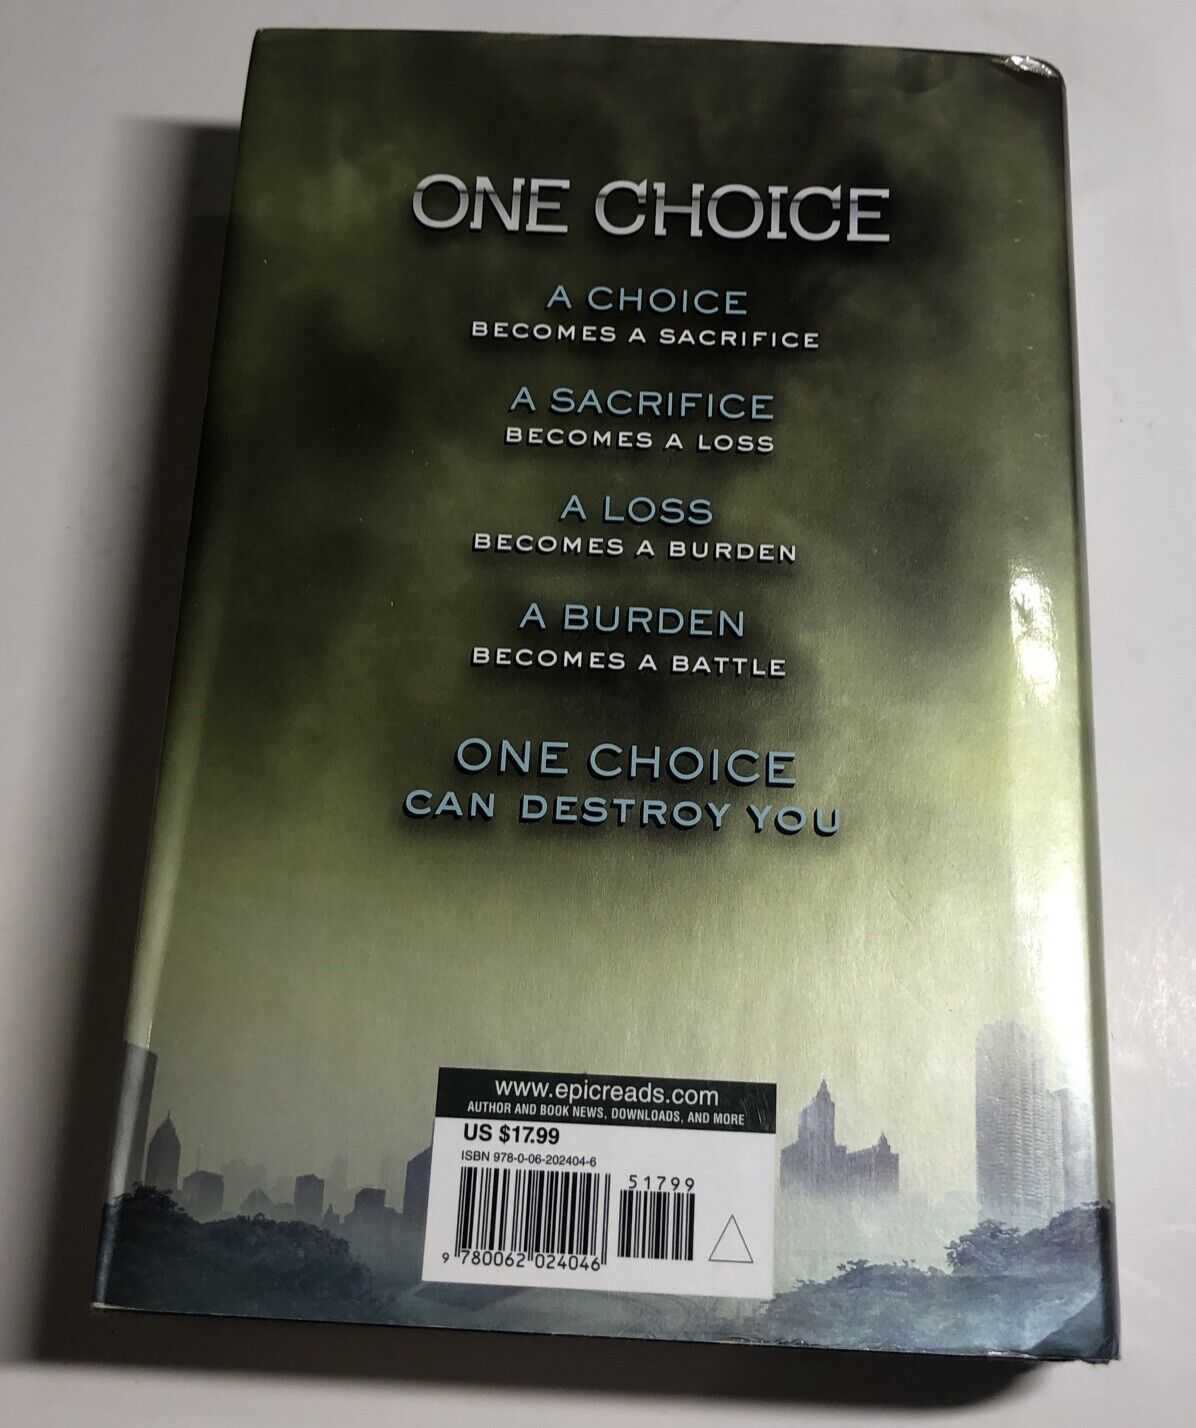 ONE CHOICE
A CHOICE
BECOMES A SACRIFICE
A SACRIFICE
BECOMES A LOSS
A LOSS
BECOMES A BURDEN
A BURDEN
BECOMES A BATTLE
ONE CHOICE
CAN DESTROY YOU
www.epicreads.com
AUTHOR AND BOOK NEWS, DOWNLOADS, AND MORE
US $17.99
ISBN 978-0-06-202404-6
51799
9 780062 024046